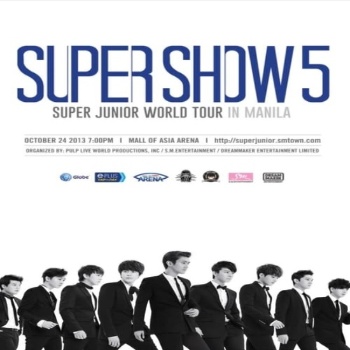 SUPER SHOW 5
SUPER JUNIOR WORLD TOUR IN MANILA
OCTOBER 24 2013 7:00PM | MALL OF ASIA ARENA | http://superjunior.smtown.com
ORGANIZED BY: PULP LIVE WORLD PRODUCTIONS, INC / S.M.ENTERTAINMENT / DREAMMAKER ENTERTAINMENT LIMITED
Globe ePLUS ARENA